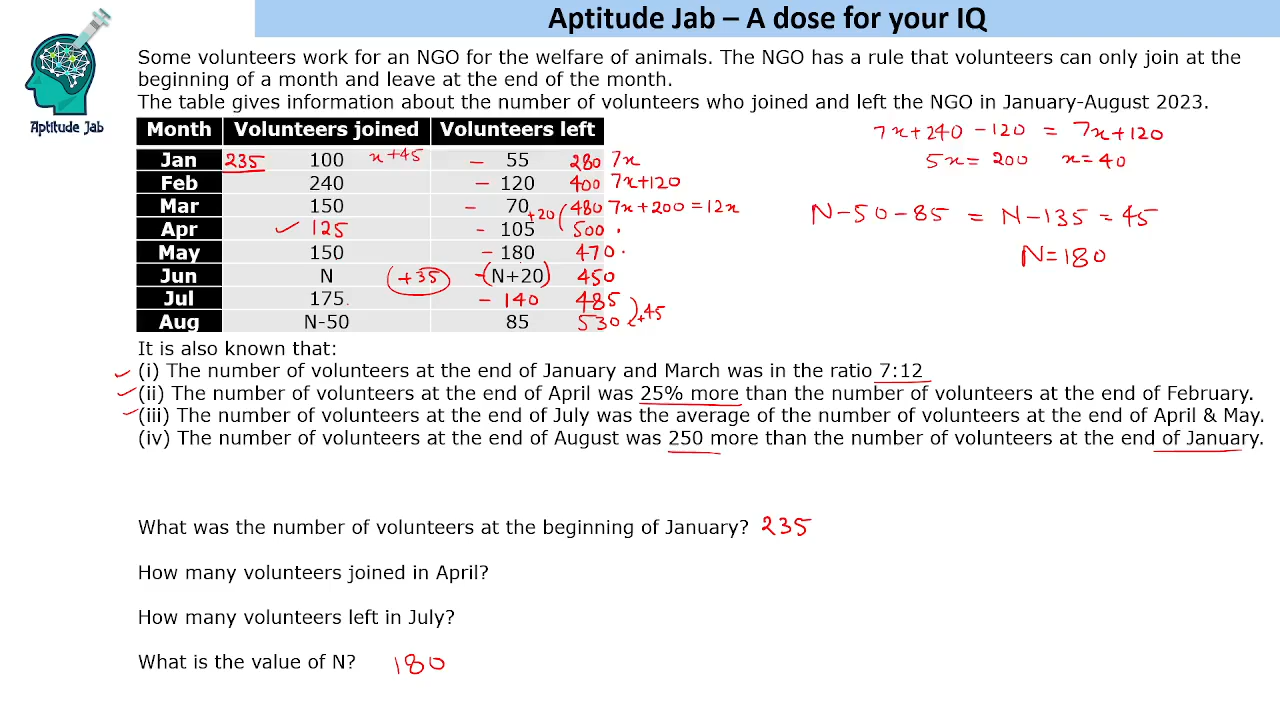 Aptitude Jab – A dose for your IQ
Aptitude Jab
Some volunteers work for an NGO for the welfare of animals. The NGO has a rule that volunteers can only join at the
beginning of a month and leave at the end of the month.
The table gives information about the number of volunteers who joined and left the NGO in January-August 2023.
Month Volunteers joined Volunteers left
Jan 235 100 x+45 – 55 280 7x
Feb 240 – 120 400 7x+120
Mar 150 – 70 480 7x+200=12x
+20
Apr ✓ 125 - 105 500 .
May 150 – 180 470 .
Jun N (+35) -(N+20) 450
Jul 175 – 140 485
+45
Aug N-50 85 530
7x+240 -120 = 7x+120
5x= 200 x=40
N-50-85 = N-135 = 45
N=180
It is also known that:
✓ (i) The number of volunteers at the end of January and March was in the ratio 7:12
✓ (ii) The number of volunteers at the end of April was 25% more than the number of volunteers at the end of February.
✓ (iii) The number of volunteers at the end of July was the average of the number of volunteers at the end of April & May.
(iv) The number of volunteers at the end of August was 250 more than the number of volunteers at the end of January.
What was the number of volunteers at the beginning of January? 235
How many volunteers joined in April?
How many volunteers left in July?
What is the value of N? 180